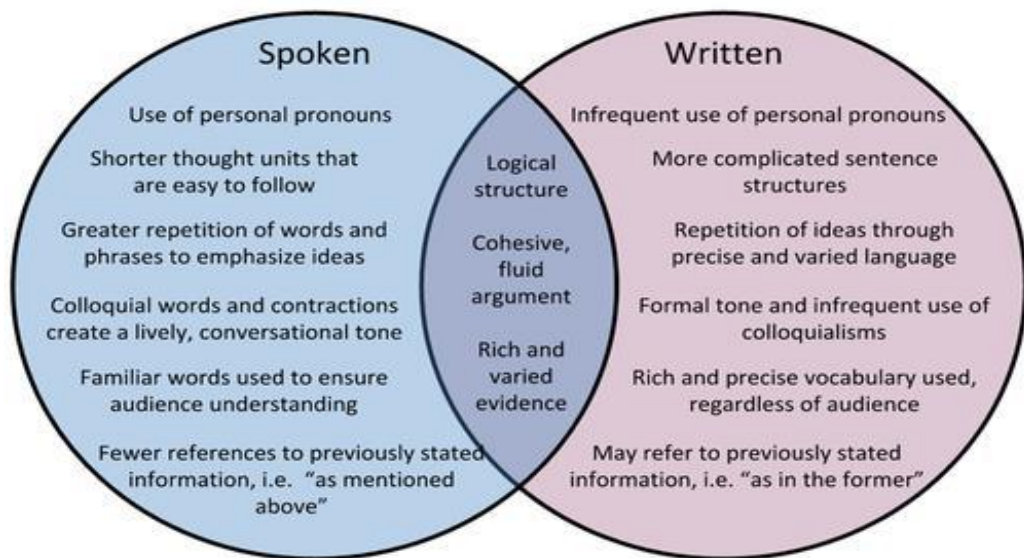 Spoken
Use of personal pronouns
Shorter thought units that
are easy to follow
Greater repetition of words and
phrases to emphasize ideas
Colloquial words and contractions
create a lively, conversational tone
Familiar words used to ensure
audience understanding
Fewer references to previously stated
information, i.e. “as mentioned
above”
Logical
structure
Cohesive,
fluid
argument
Rich and
varied
evidence
Written
Infrequent use of personal pronouns
More complicated sentence
structures
Repetition of ideas through
precise and varied language
Formal tone and infrequent use of
colloquialisms
Rich and precise vocabulary used,
regardless of audience
May refer to previously stated
information, i.e. “as in the former”